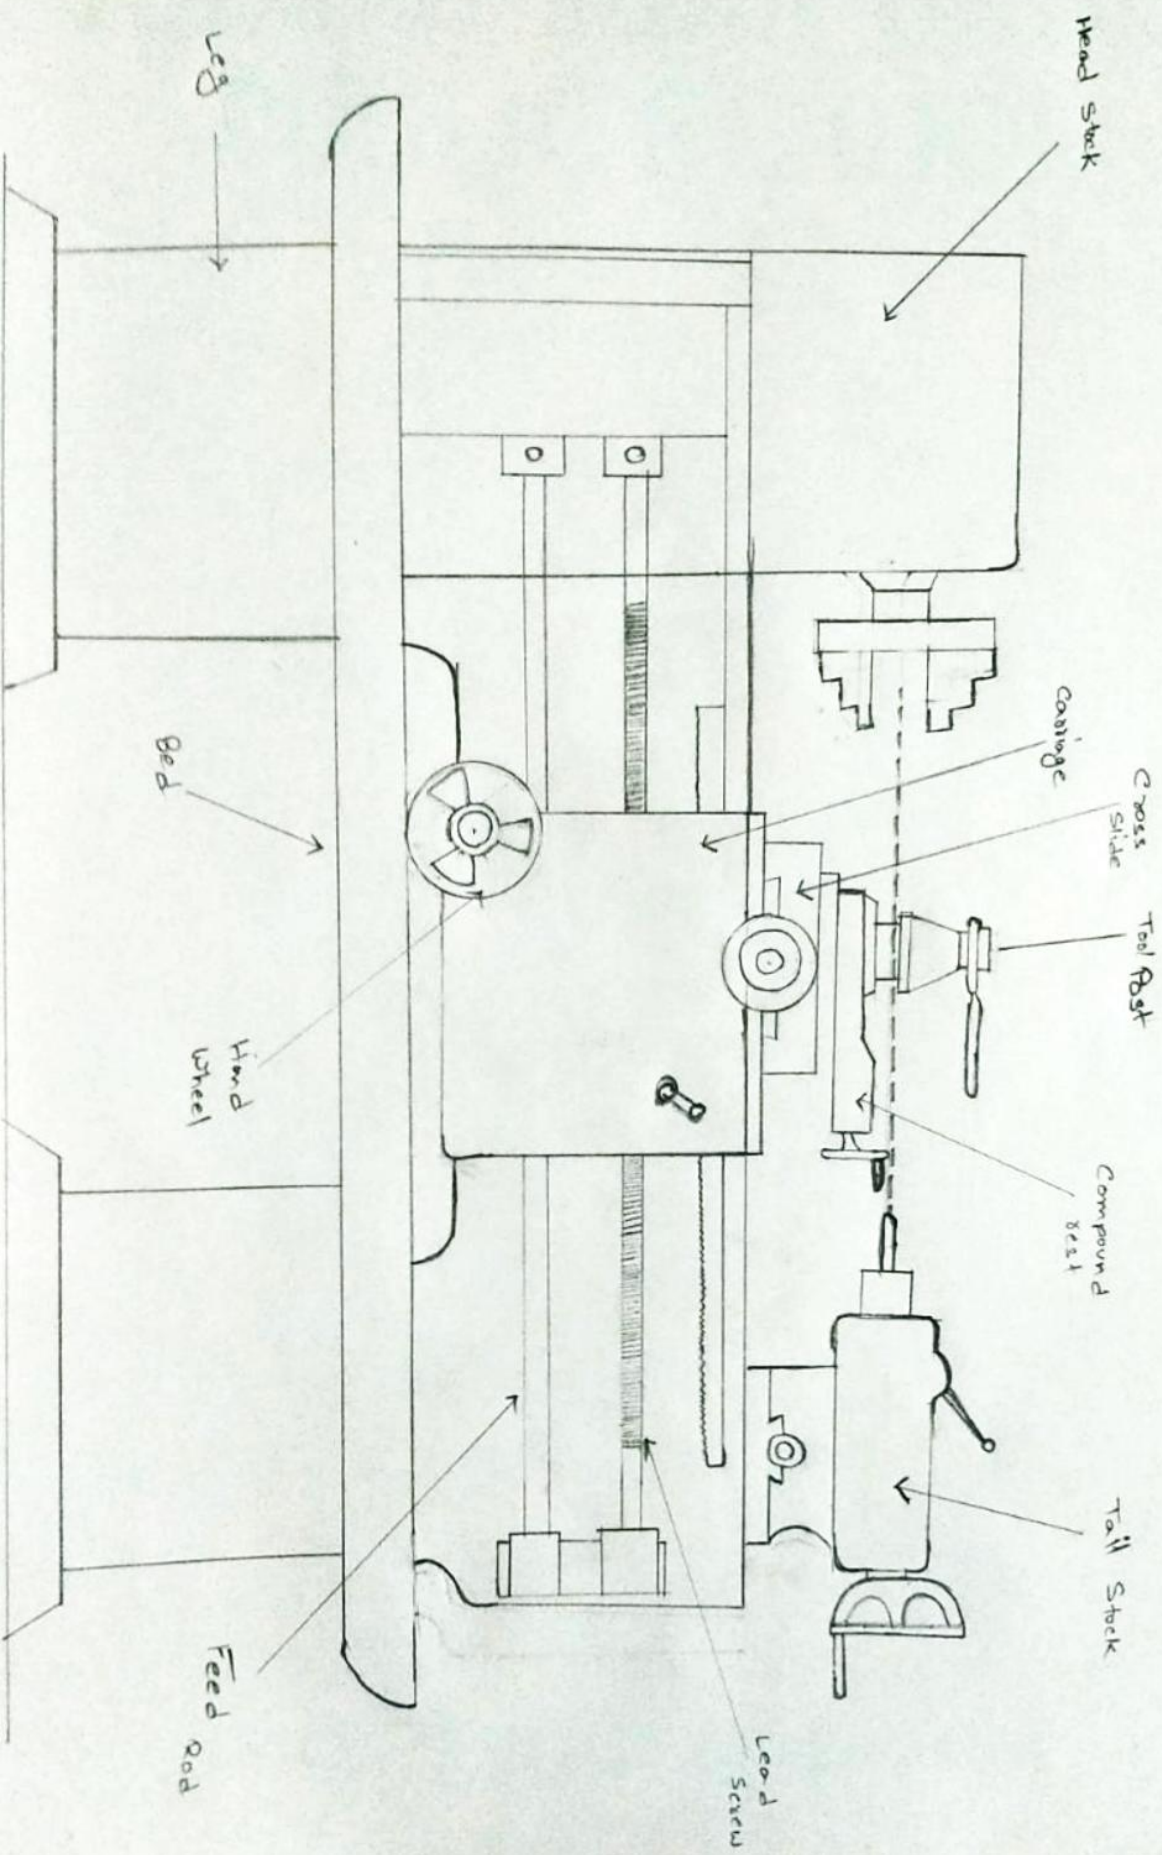 Head Stock
Carriage
Cross
Slide
Tool Post
Compound
rest
Tail Stock
Lead
Screw
Feed Rod
Hand
Wheel
Bed
Leg